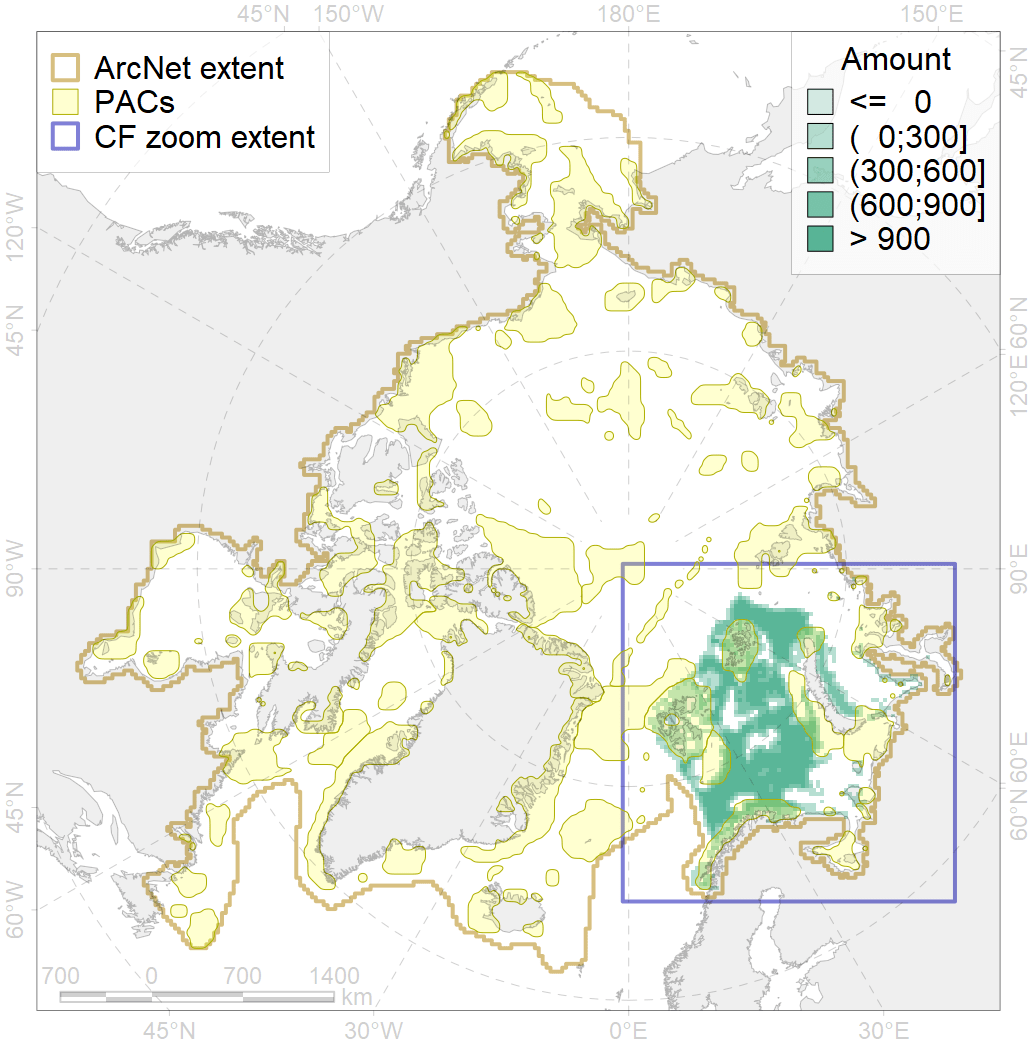 45°N 150°W 180°E 150°E
ArcNet extent
PACs
CF zoom extent
Amount
<= 0
( 0;300]
(300;600]
(600;900]
> 900
45°N
120°W
45°N
60°N
120°E
90°W
90°E
45°N
60°W
60°E
60°N
700 0 700 1400
km
45°N 30°W 0°E 30°E